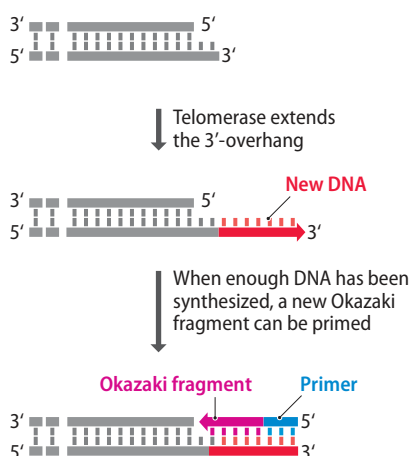 3‘ 5‘
5‘ 3‘
Telomerase extends
the 3‘-overhang
New DNA
3‘ 5‘
5‘ 3‘
When enough DNA has been
synthesized, a new Okazaki
fragment can be primed
Okazaki fragment Primer
3‘ 5‘
5‘ 3‘